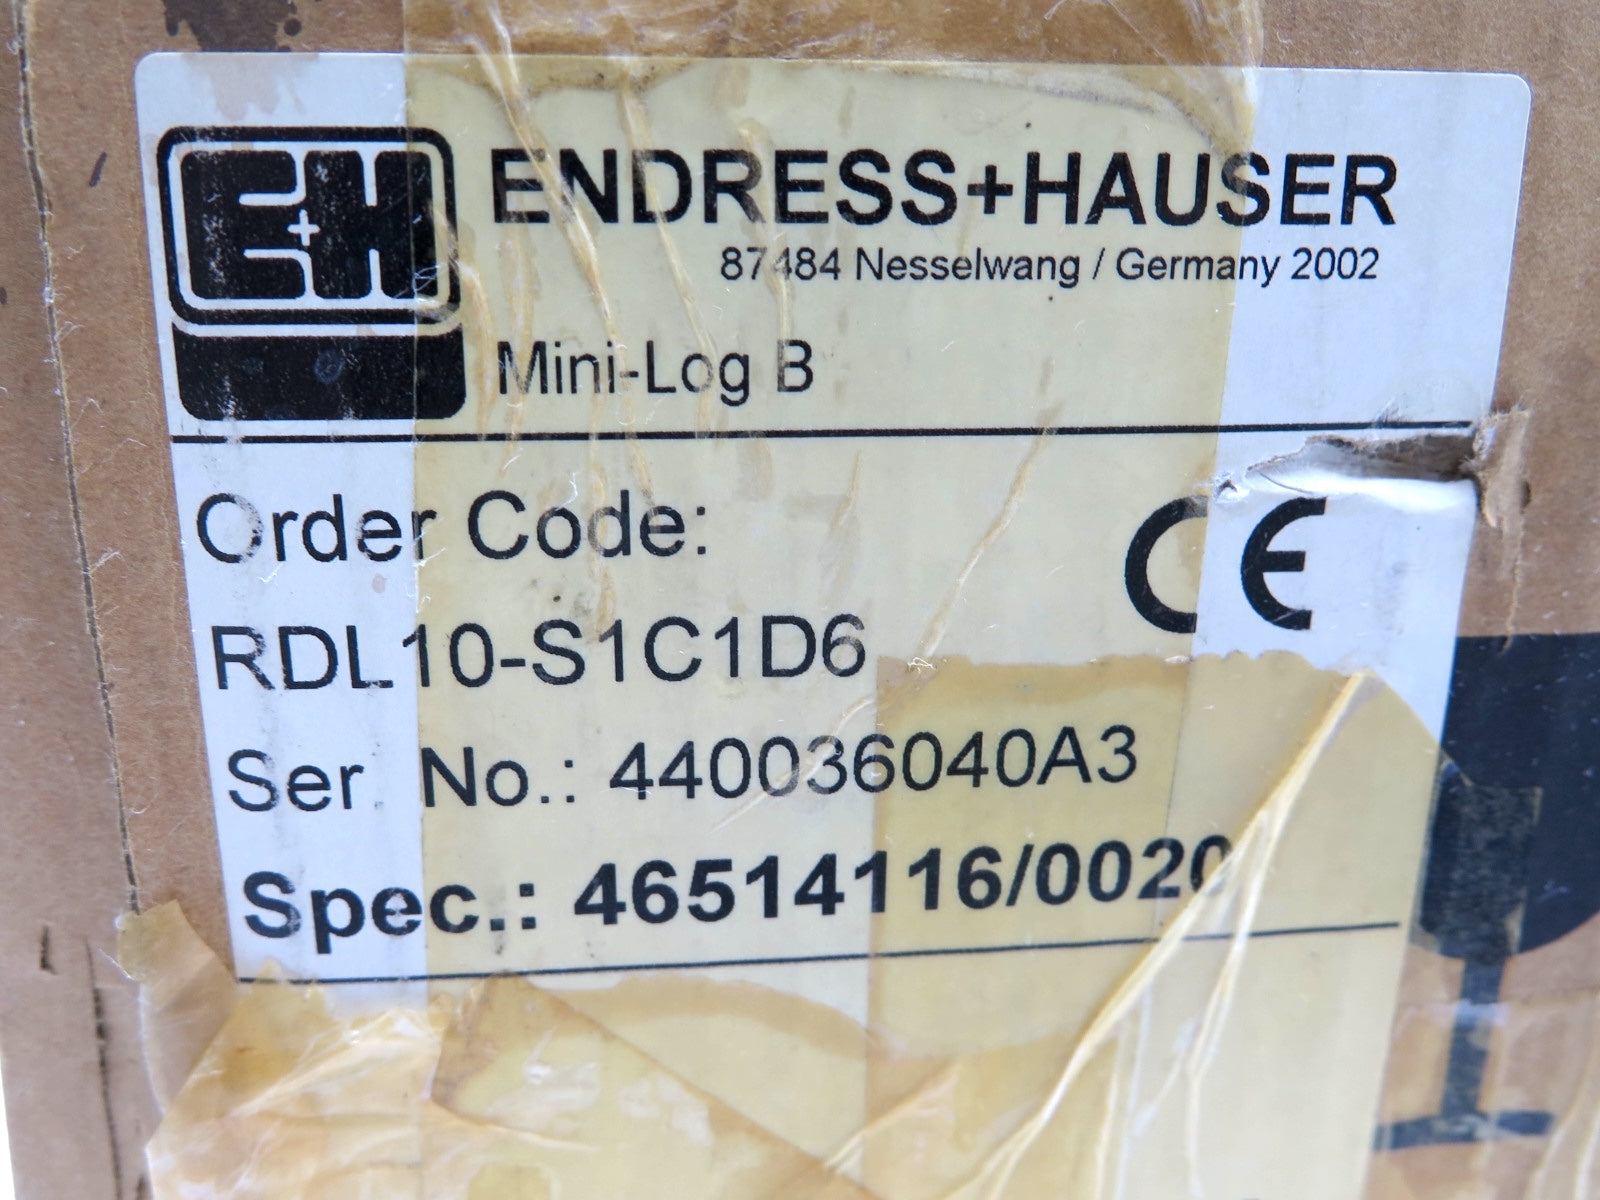 E+H
ENDRESS+HAUSER
87484 Nesselwang / Germany 2002
Mini-Log B
Order Code:
CE
RDL10-S1C1D6
Ser. No.: 440036040A3
Spec.: 46514116/0020